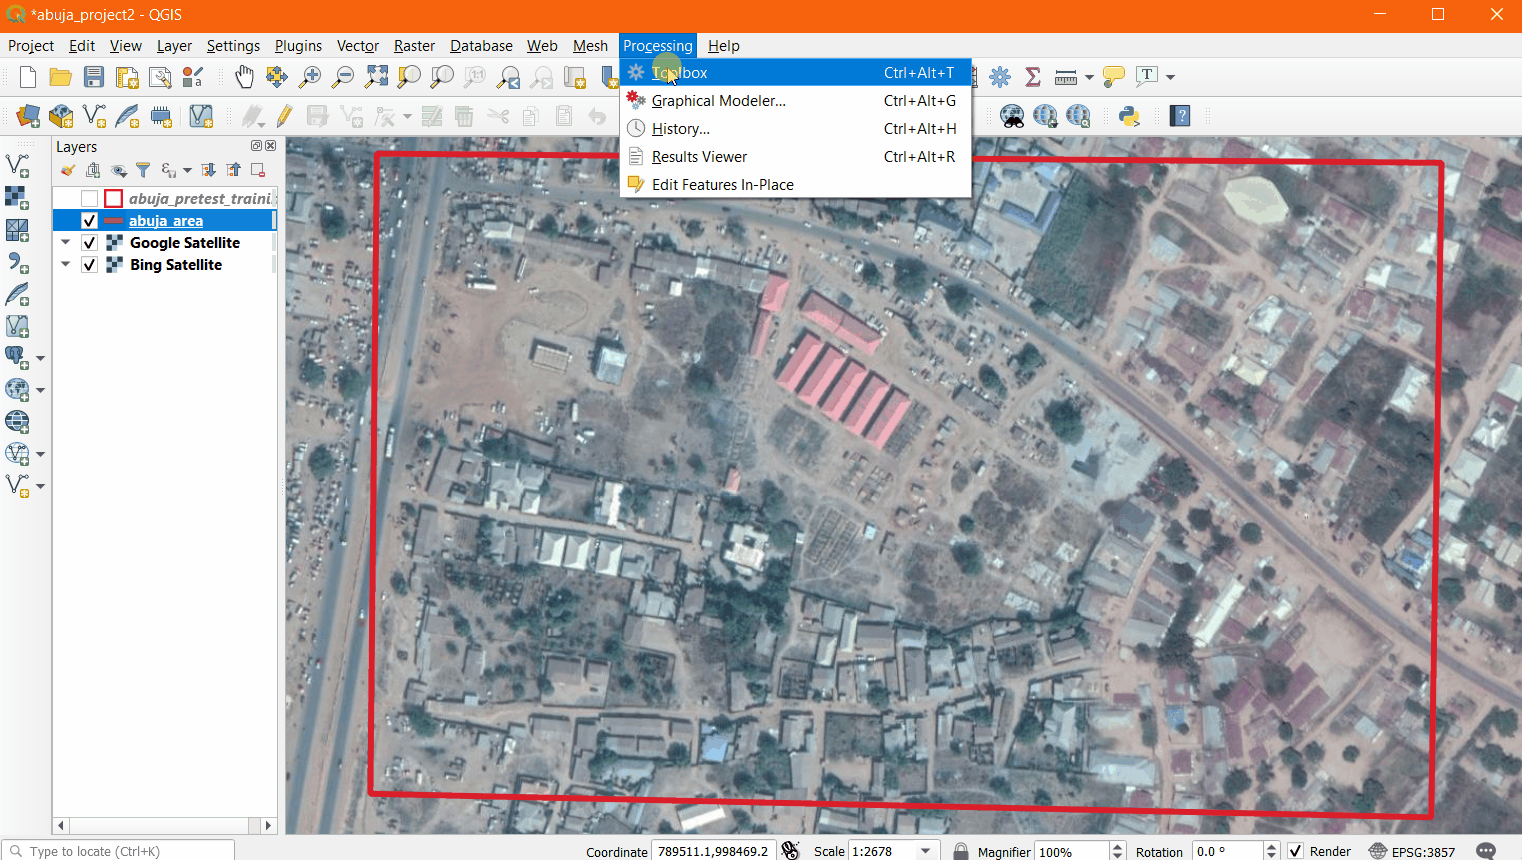 *abuja_project2 - QGIS
Project Edit View Layer Settings Plugins Vector Raster Database Web Mesh Processing Help
Toolbox Ctrl+Alt+T
Graphical Modeler... Ctrl+Alt+G
History... Ctrl+Alt+H
Results Viewer Ctrl+Alt+R
Edit Features In-Place
Layers
abuja_pretest_traini
abuja_area
Google Satellite
Bing Satellite
Type to locate (Ctrl+K) Coordinate 789511.1,998469.2 Scale 1:2678 Magnifier 100% Rotation 0.0 ° Render EPSG:3857